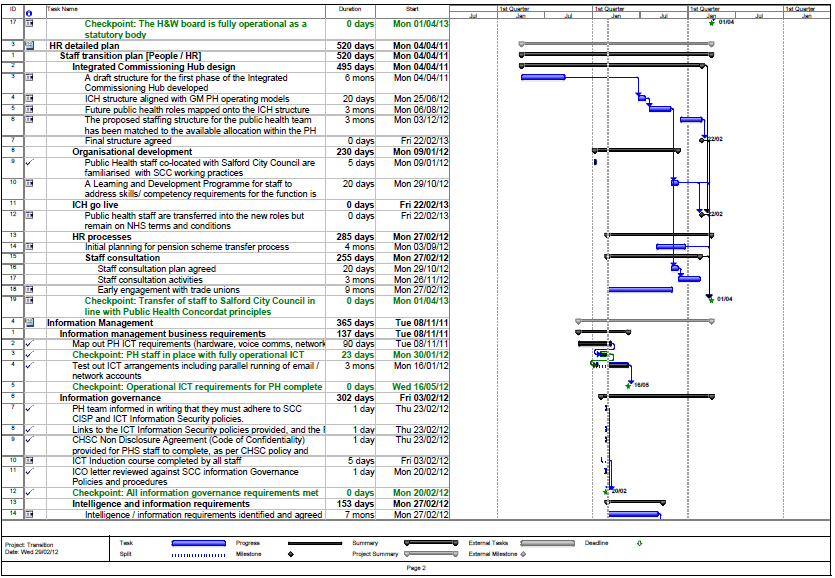 ID Task Name Duration Start 1st Quarter 1st Quarter 1st Quarter 1st Quarter
Jul Jan Jul Jan Jul Jan Jul Jan
17 Checkpoint: The H&W board is fully operational as a 0 days Mon 01/04/13 01/04
statutory body
3 HR detailed plan 520 days Mon 04/04/11
1 Staff transition plan [People / HR] 520 days Mon 04/04/11
2 Integrated Commissioning Hub design 495 days Mon 04/04/11
3 A draft structure for the first phase of the Integrated 6 mons Mon 04/04/11
Commissioning Hub developed
4 ICH structure aligned with GM PH operating models 20 days Mon 25/06/12
5 Future public health roles mapped onto the ICH structure 3 mons Mon 06/08/12
6 The proposed staffing structure for the public health team 3 mons Mon 03/12/12
has been matched to the available allocation within the PH
7 Final structure agreed 0 days Fri 22/02/13 22/02
8 Organisational development 230 days Mon 09/01/12
9 Public Health staff co-located with Salford City Council are 5 days Mon 09/01/12
familiarised with SCC working practices
10 A Learning and Development Programme for staff to 20 days Mon 29/10/12
address skills/ competency requirements for the function is
11 ICH go live 0 days Fri 22/02/13
12 Public health staff are transferred into the new roles but 0 days Fri 22/02/13 22/02
remain on NHS terms and conditions
13 HR processes 285 days Mon 27/02/12
14 Initial planning for pension scheme transfer process 4 mons Mon 03/09/12
15 Staff consultation 255 days Mon 27/02/12
16 Staff consultation plan agreed 20 days Mon 29/10/12
17 Staff consultation activities 3 mons Mon 26/11/12
18 Early engagement with trade unions 9 mons Mon 27/02/12
19 Checkpoint: Transfer of staff to Salford City Council in 0 days Mon 01/04/13 01/04
line with Public Health Concordat principles
4 Information Management 365 days Tue 08/11/11
1 Information management business requirements 137 days Tue 08/11/11
2 Map out PH ICT requirements (hardware, voice comms, network 90 days Tue 08/11/11
3 Checkpoint: PH staff in place with fully operational ICT 23 days Mon 30/01/12
4 Test out ICT arrangements including parallel running of email / 3 mons Mon 16/01/12
network accounts
5 Checkpoint: Operational ICT requirements for PH complete 0 days Wed 16/05/12 16/05
6 Information governance 302 days Fri 03/02/12
7 PH team informed in writing that they must adhere to SCC 1 day Thu 23/02/12
CISP and ICT Information Security policies.
8 Links to the ICT Information Security policies provided, and the 1 day Thu 23/02/12
9 CHSC Non Disclosure Agreement (Code of Confidentiality) 1 day Thu 23/02/12
provided for PHS staff to complete, as per CHSC policy and
10 ICT Induction course completed by all staff 5 days Fri 03/02/12
11 ICO letter reviewed against SCC information Governance 1 day Mon 20/02/12
Policies and procedures
12 Checkpoint: All information governance requirements met 0 days Mon 20/02/12 20/02
13 Intelligence and information requirements 153 days Mon 27/02/12
14 Intelligence / information requirements identified and agreed 7 mons Mon 27/02/12
Project: Transition
Date: Wed 29/02/12
Task Progress Summary External Tasks Deadline
Split Milestone Project Summary External Milestone
Page 2